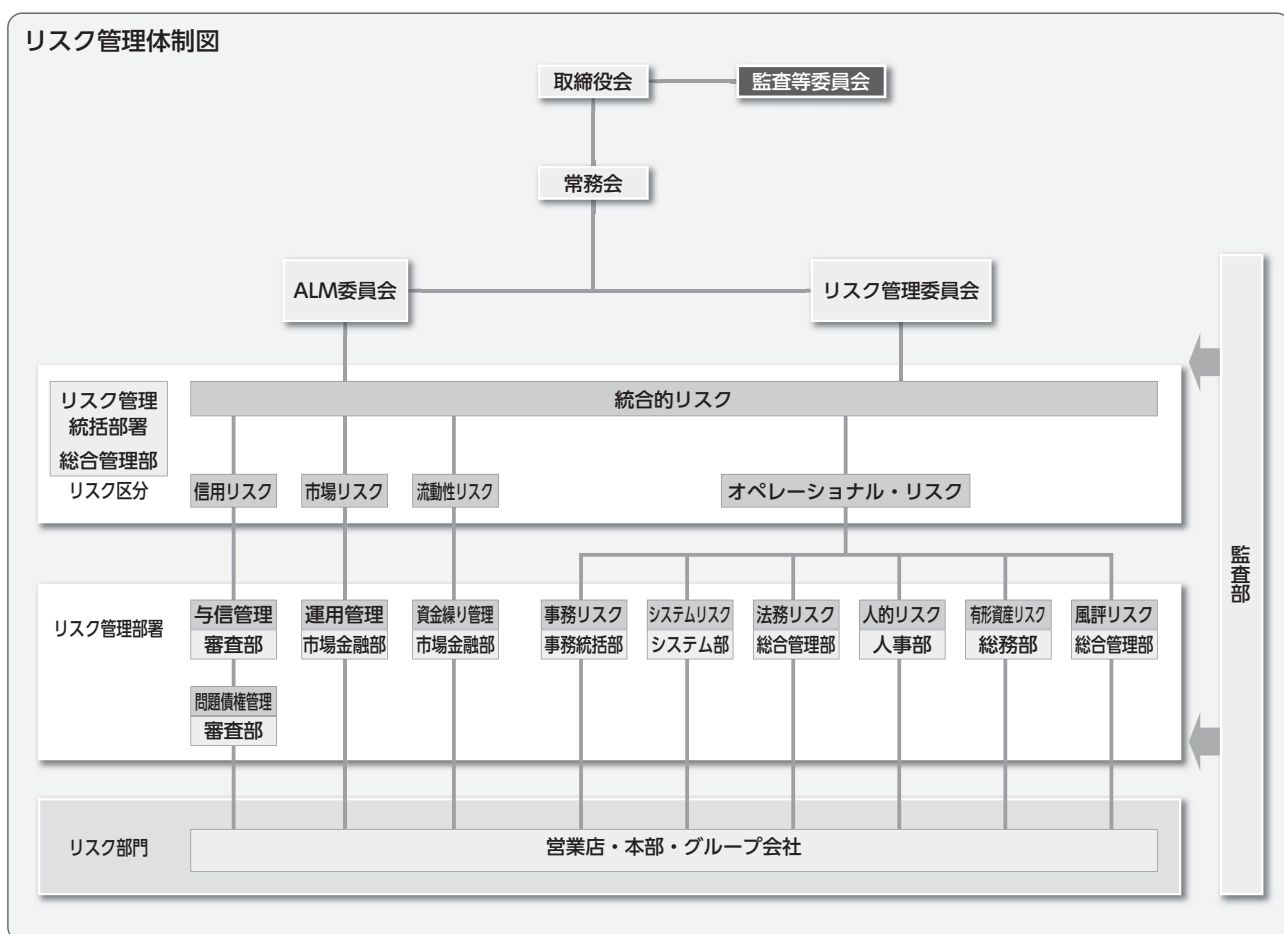 リスク管理体制図
取締役会
監査等委員会
常務会
ALM委員会
リスク管理委員会
リスク管理
統括部署
総合管理部
統合的リスク
リスク区分
信用リスク
市場リスク
流動性リスク
オペレーショナル・リスク
リスク管理部署
与信管理
審査部
問題債権管理
審査部
運用管理
市場金融部
資金繰り管理
市場金融部
事務リスク
事務統括部
システムリスク
システム部
法務リスク
総合管理部
人的リスク
人事部
有形資産リスク
総務部
風評リスク
総合管理部
リスク部門
営業店・本部・グループ会社
監査部